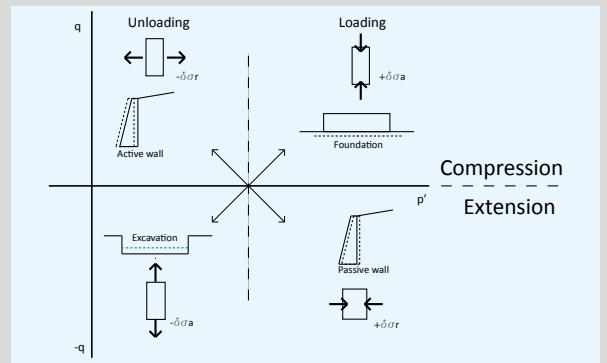 q
Unloading
Loading
-δσr
+δσa
Active wall
Foundation
Compression
p'
Extension
Excavation
Passive wall
-δσa
+δσr
-q